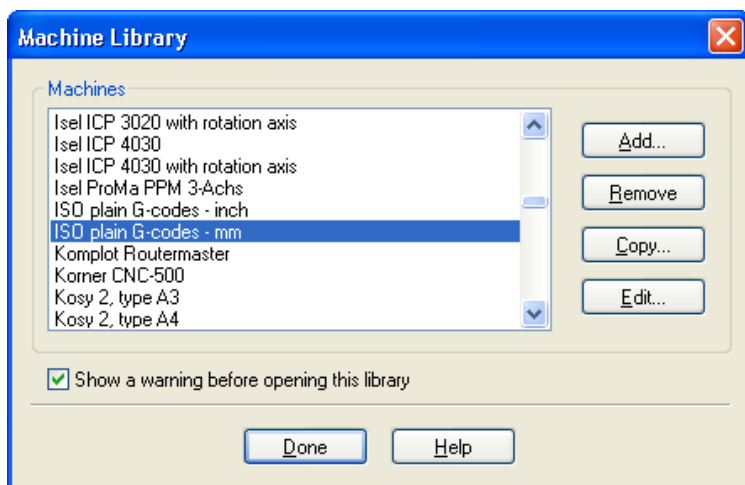 Machine Library
Machines
Isel ICP 3020 with rotation axis
Isel ICP 4030
Isel ICP 4030 with rotation axis
Isel ProMa PPM 3-Achs
ISO plain G-codes - inch
ISO plain G-codes - mm
Komplot Routermaster
Korner CNC-500
Kosy 2, type A3
Kosy 2, type A4
Add...
Remove
Copy...
Edit...
Show a warning before opening this library
Done
Help